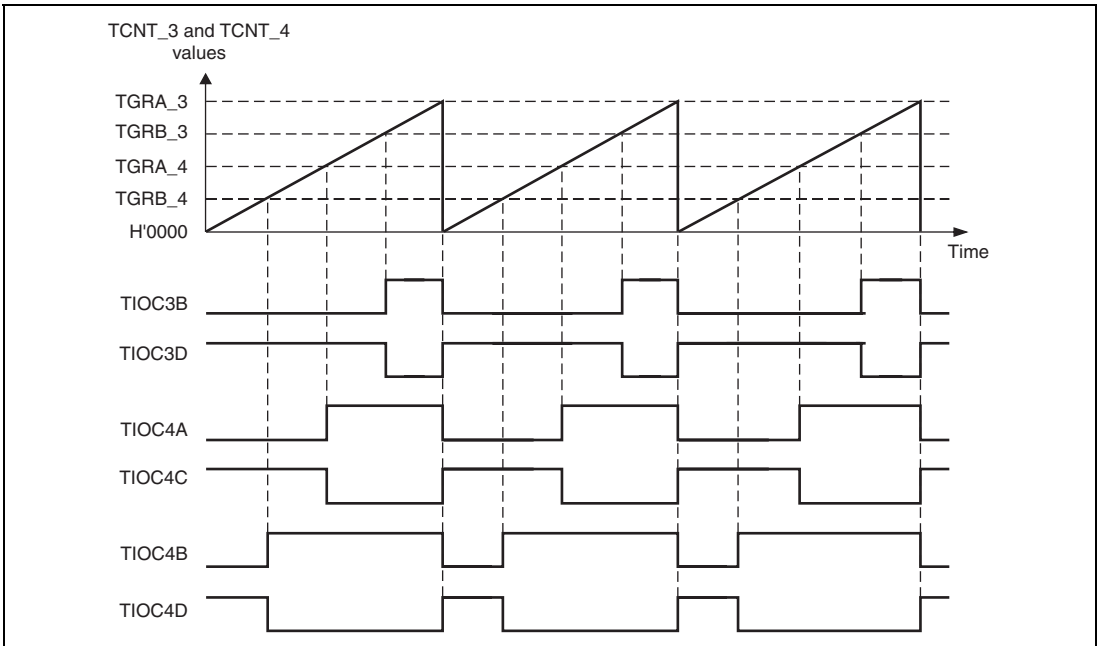 TCNT_3 and TCNT_4
values
TGRA_3
TGRB_3
TGRA_4
TGRB_4
H'0000
Time
TIOC3B
TIOC3D
TIOC4A
TIOC4C
TIOC4B
TIOC4D